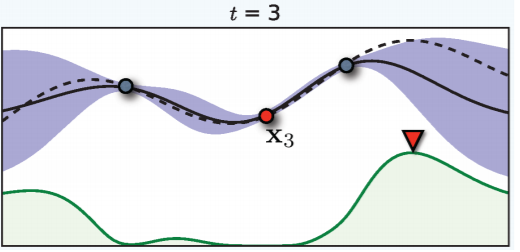 t = 3
x₃